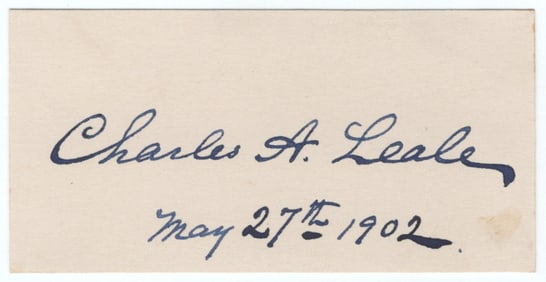 Charles A. Leale
May 27th 1902.